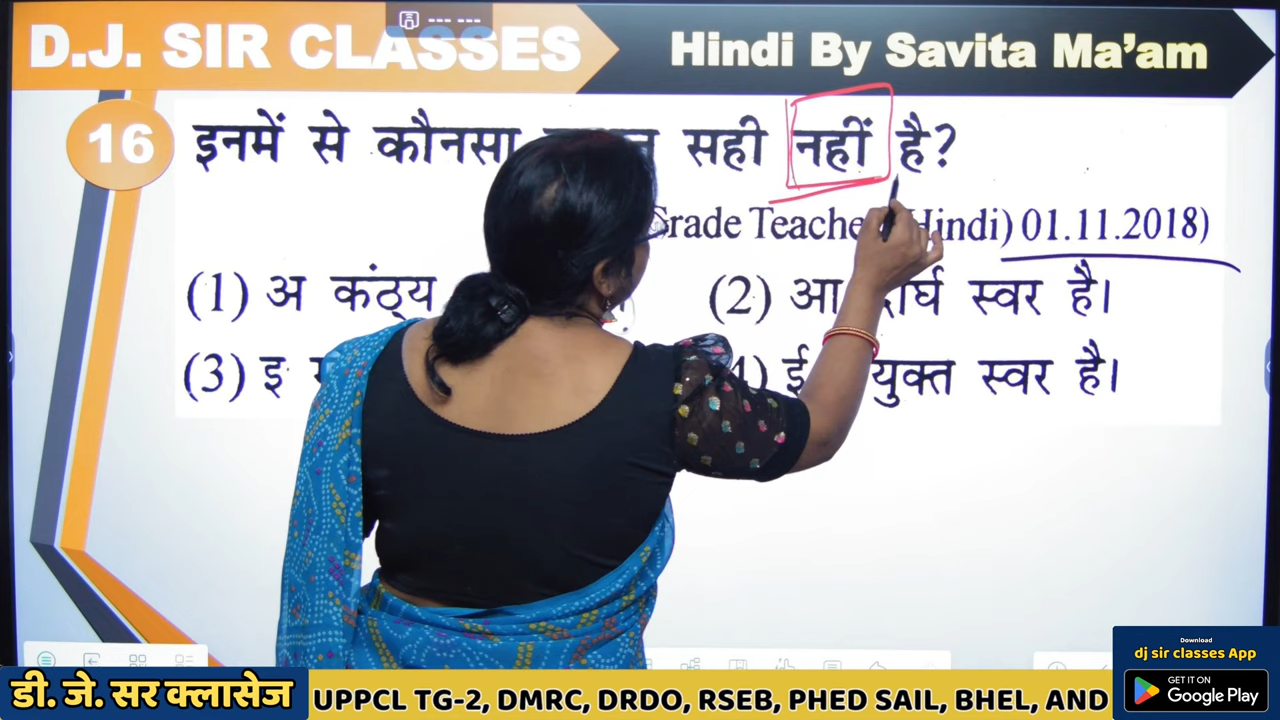 D.J. SIR CLASSES
Hindi By Savita Ma’am
16
इनमें से कौनसा सही नहीं है?
Grade Hindi) 01.11.2018)
(1) अ कंठ्य
(2) आ स्वर है।
(3) इ
ई स्वर है।
Download
dj sir classes App
GET IT ON
Google Play
डी. जे. सर क्लासेज
UPPCL TG-2, DMRC, DRDO, RSEB, PHED SAIL, BHEL, AND